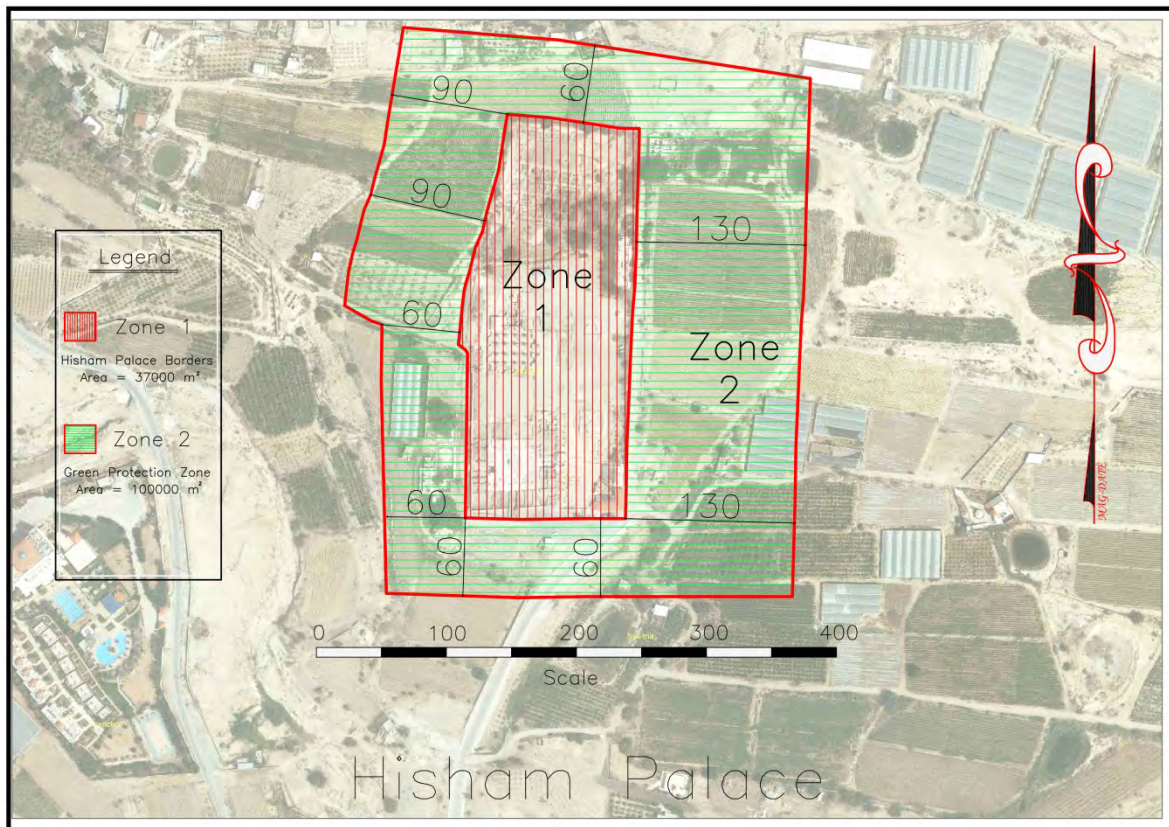 60
90
90
130
Legend
Zone 1
Hisham Palace Borders
Area = 37000 m²
Zone 2
Green Protection Zone
Area = 100000 m²
Zone
1
60
Zone
2
60
130
60
60
0 100 200 300 400
Scale
Hisham Palace
MAG-DATE